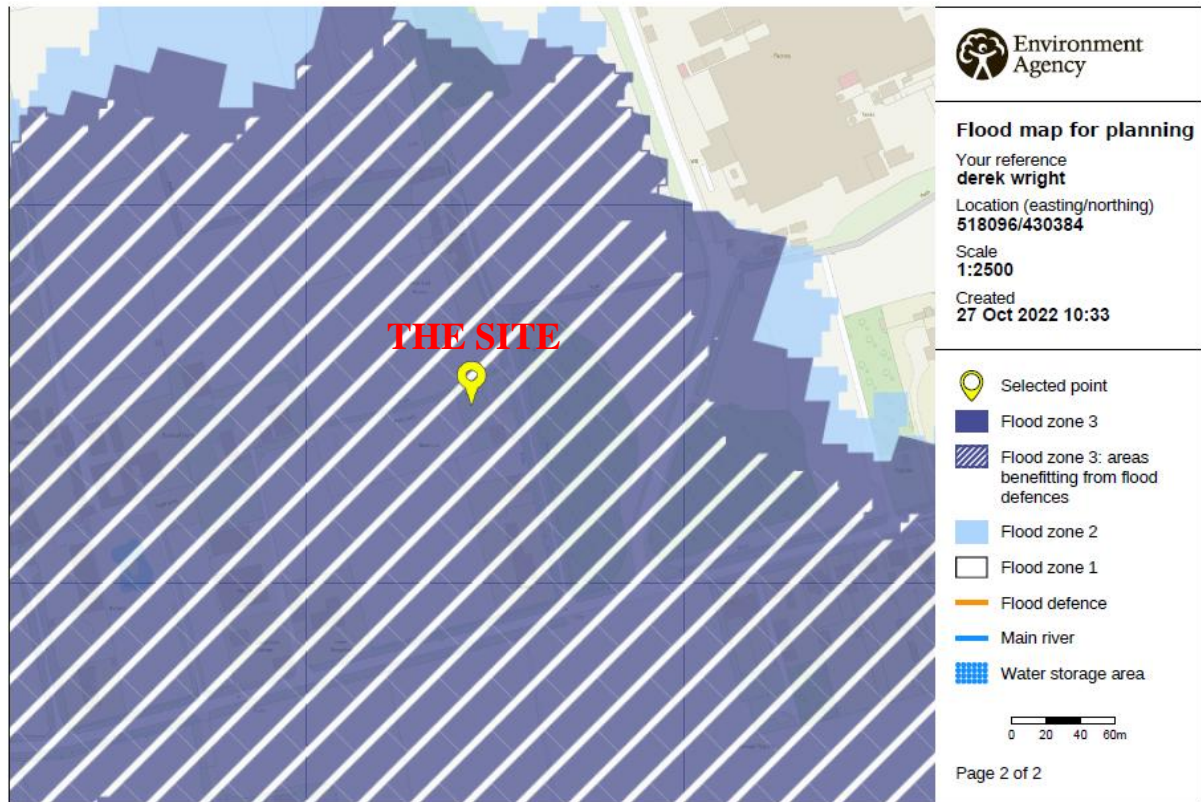 THE SITE
Environment
Agency
Flood map for planning
Your reference
derek wright
Location (easting/northing)
518096/430384
Scale
1:2500
Created
27 Oct 2022 10:33
Selected point
Flood zone 3
Flood zone 3: areas
benefitting from flood
defences
Flood zone 2
Flood zone 1
Flood defence
Main river
Water storage area
0 20 40 60m
Page 2 of 2